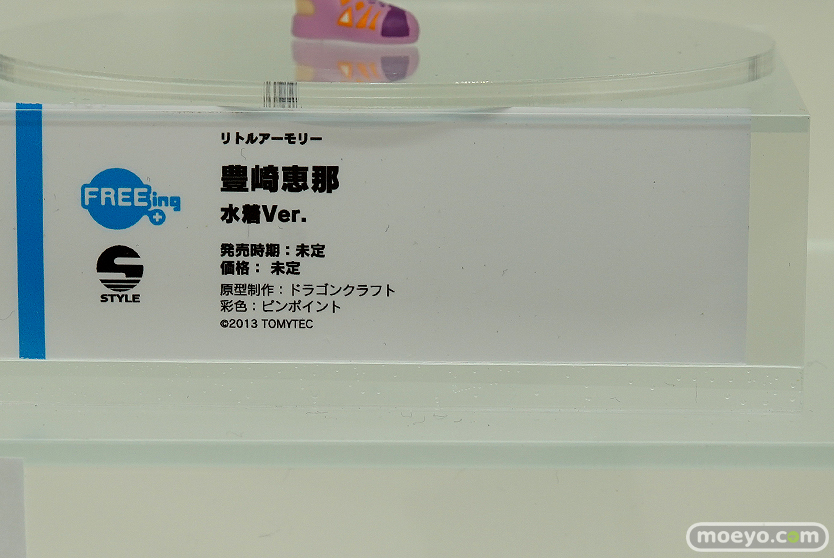 リトルアーモリー
豊崎恵那
水着Ver.
発売時期：未定
価格： 未定
原型制作：ドラゴンクラフト
彩色：ピンポイント
©2013 TOMYTEC
FREEing
S
STYLE
moeyo.com